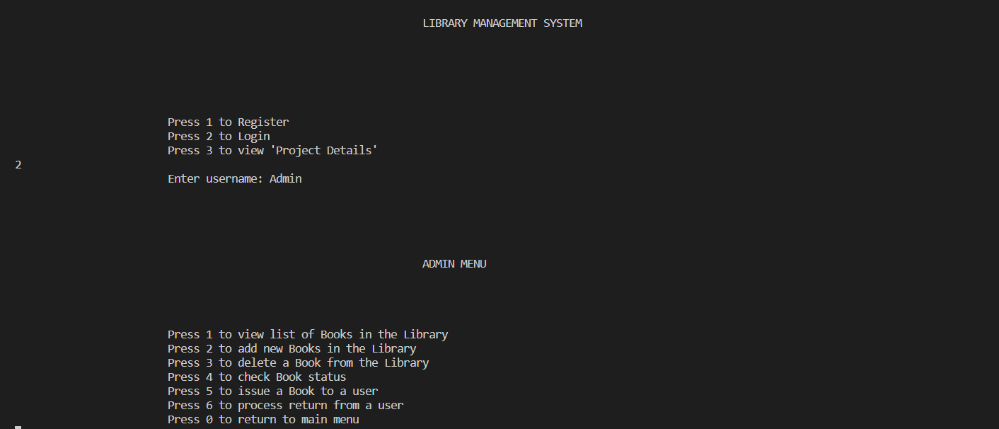 LIBRARY MANAGEMENT SYSTEM
Press 1 to Register
Press 2 to Login
Press 3 to view 'Project Details'
2
Enter username: Admin
ADMIN MENU
Press 1 to view list of Books in the Library
Press 2 to add new Books in the Library
Press 3 to delete a Book from the Library
Press 4 to check Book status
Press 5 to issue a Book to a user
Press 6 to process return from a user
Press 0 to return to main menu